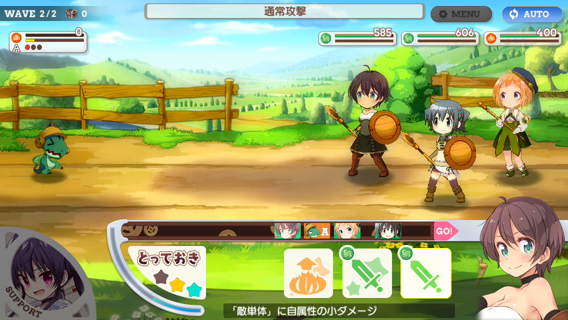 WAVE 2/2 0
通常攻撃
MENU
AUTO
0
A
585
606
400
A
GO!
とっておき
SUPPORT
「敵単体」に自属性の小ダメージ